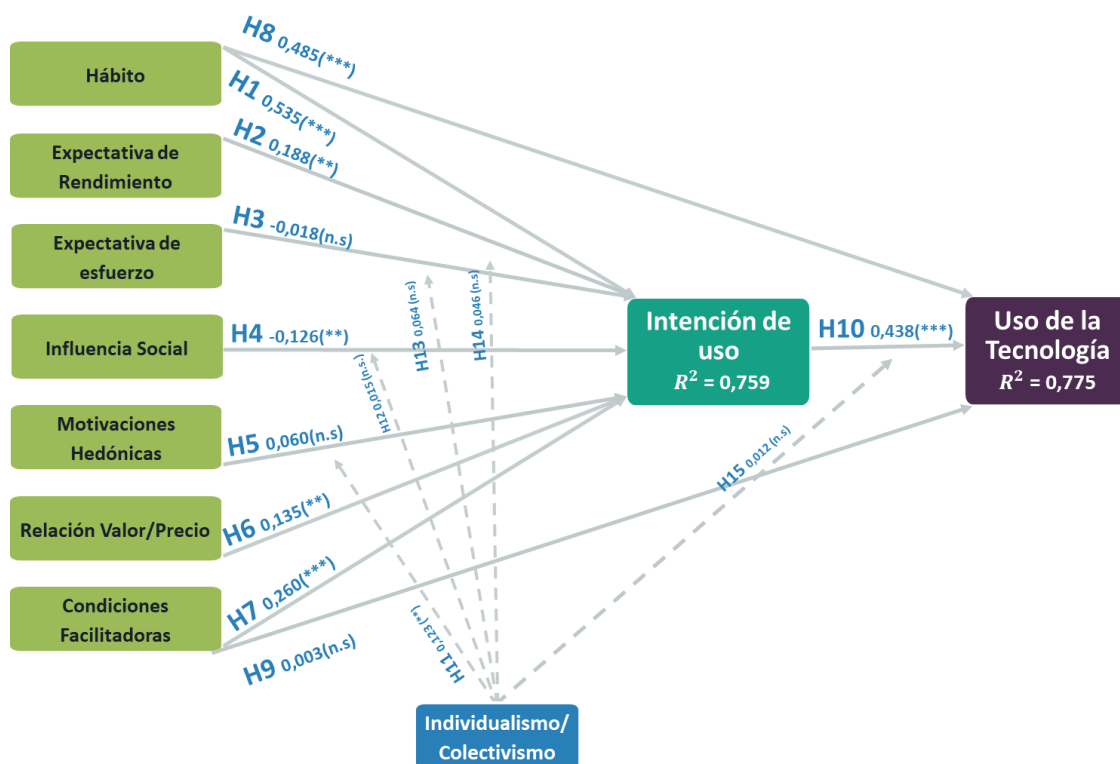 Hábito
Expectativa de
Rendimiento
Expectativa de
esfuerzo
Influencia Social
Motivaciones
Hedónicas
Relación Valor/Precio
Condiciones
Facilitadoras
H8 0,485(***)
H1 0,535(***)
H2 0,188(**)
H3 -0,018(n.s)
H4 -0,126(**)
H5 0,060(n.s)
H6 0,135(**)
H7 0,260(***)
H9 0,003(n.s)
H12 0,015 (n.s.)
H13 0,064 (n.s)
H14 0,046 (n.s)
H11 0,123 (**)
Intención de
uso
R² = 0,759
H10 0,438(***)
H15 0,012 (n.s)
Uso de la
Tecnología
R² = 0,775
Individualismo/
Colectivismo